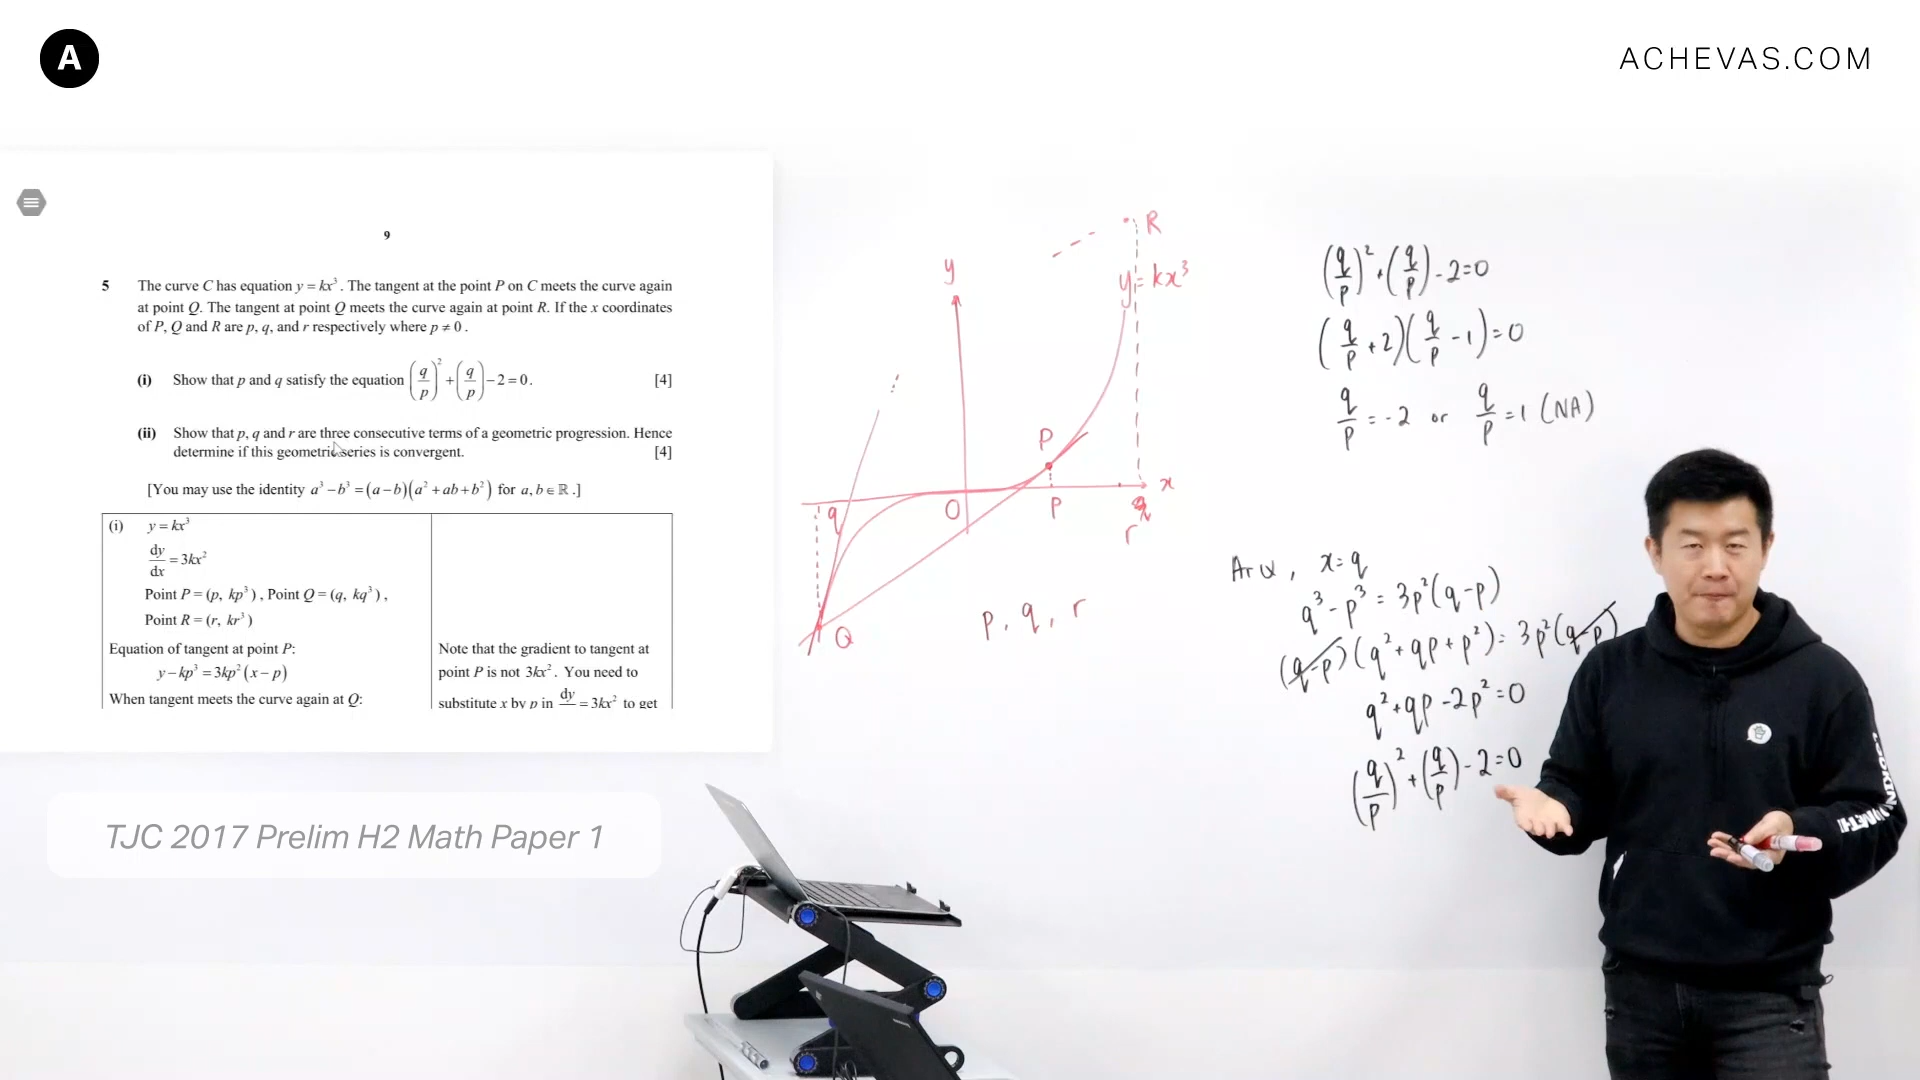 A
ACHEVAS.COM
9
5 The curve C has equation y = kx³. The tangent at the point P on C meets the curve again
at point Q. The tangent at point Q meets the curve again at point R. If the x coordinates
of P, Q and R are p, q, and r respectively where p ≠ 0.
(i) Show that p and q satisfy the equation (q/p)² + (q/p) − 2 = 0. [4]
(ii) Show that p, q and r are three consecutive terms of a geometric progression. Hence
determine if this geometric series is convergent. [4]
[You may use the identity a³ − b³ = (a − b)(a² + ab + b²) for a, b ∈ ℝ.]
(i) y = kx³
dy/dx = 3kx²
Point P = (p, kp³), Point Q = (q, kq³),
Point R = (r, kr³)
Equation of tangent at point P:
y − kp³ = 3kp²(x − p)
When tangent meets the curve again at Q:
Note that the gradient to tangent at
point P is not 3kx². You need to
substitute x by p in dy/dx = 3kx² to get
TJC 2017 Prelim H2 Math Paper 1
R
y
y = kx³
P
x
q
O
P
r
Q
p, q, r
(q/p)² + (q/p) - 2 = 0
(q/p + 2)(q/p - 1) = 0
q/p = -2 or q/p = 1 (NA)
At Q, x = q
q³ - p³ = 3p²(q-p)
(q-p)(q² + qp + p²) = 3p²(q-p)
q² + qp - 2p² = 0
(q/p)² + (q/p) - 2 = 0